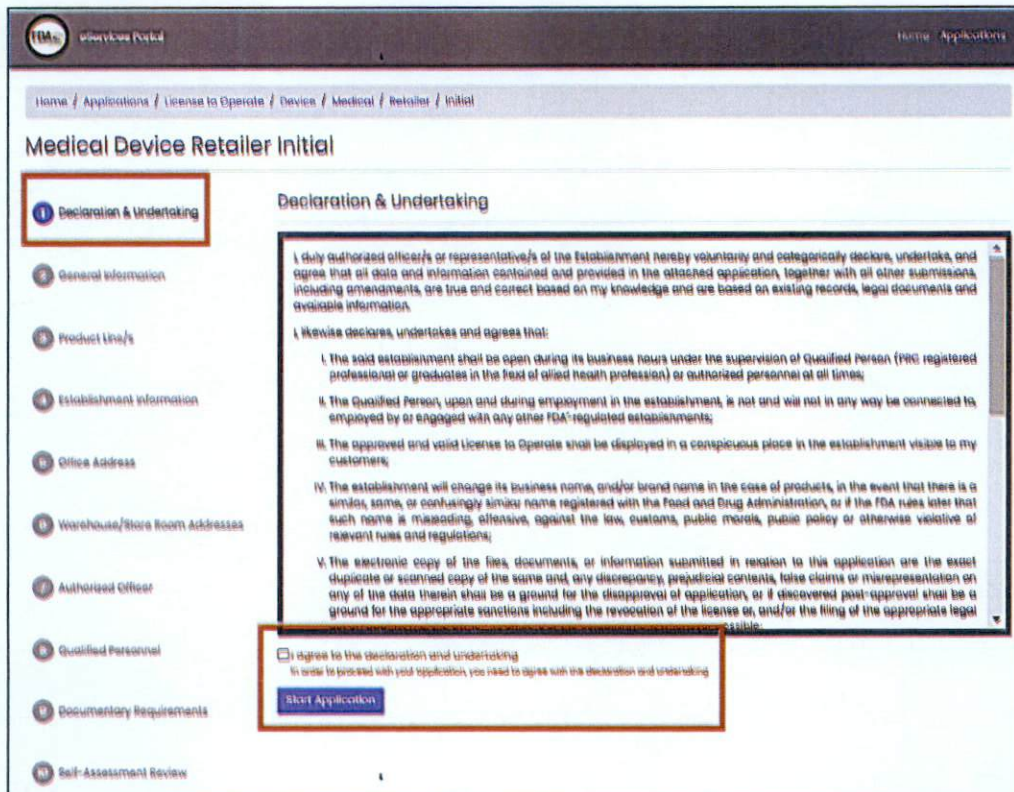 FDA eServices Portal
Home Applications
Home / Applications / License to Operate / Device / Medical / Retailer / Initial
Medical Device Retailer Initial
1 Declaration & Undertaking
2 General Information
3 Product Line/s
4 Establishment Information
5 Office Address
6 Warehouse/Store Room Addresses
7 Authorized Officer
8 Qualified Personnel
9 Documentary Requirements
10 Self-Assessment Review
Declaration & Undertaking
I, duly authorized officer/s or representative/s of the Establishment hereby voluntarily and categorically declare, undertake, and
agree that all data and information contained and provided in the attached application, together with all other submissions,
including amendments, are true and correct based on my knowledge and are based on existing records, legal documents and
available information.
I, likewise declares, undertakes and agrees that:
I. The said establishment shall be open during its business hours under the supervision of Qualified Person (PRC registered
professional or graduates in the field of allied health profession) or authorized personnel at all times;
II. The Qualified Person, upon and during employment in the establishment, is not and will not in any way be connected to,
employed by or engaged with any other FDA-regulated establishments;
III. The approved and valid License to Operate shall be displayed in a conspicuous place in the establishment visible to my
customers;
IV. The establishment will change its business name, and/or brand name in the case of products, in the event that there is a
similar, same, or confusingly similar name registered with the Food and Drug Administration, or if the FDA rules later that
such name is misleading, offensive, against the law, customs, public morals, public policy or otherwise violative of
relevant rules and regulations;
V. The electronic copy of the files, documents, or information submitted in relation to this application are the exact
duplicate or scanned copy of the same and, any discrepancy, prejudicial contents, false claims or misrepresentation on
any of the data therein shall be a ground for the disapproval of application, or if discovered post-approval shall be a
ground for the appropriate sanctions including the revocation of the license or, and/or the filing of the appropriate legal
I agree to the declaration and undertaking
In order to proceed with your application, you need to agree with the declaration and undertaking
Start Application